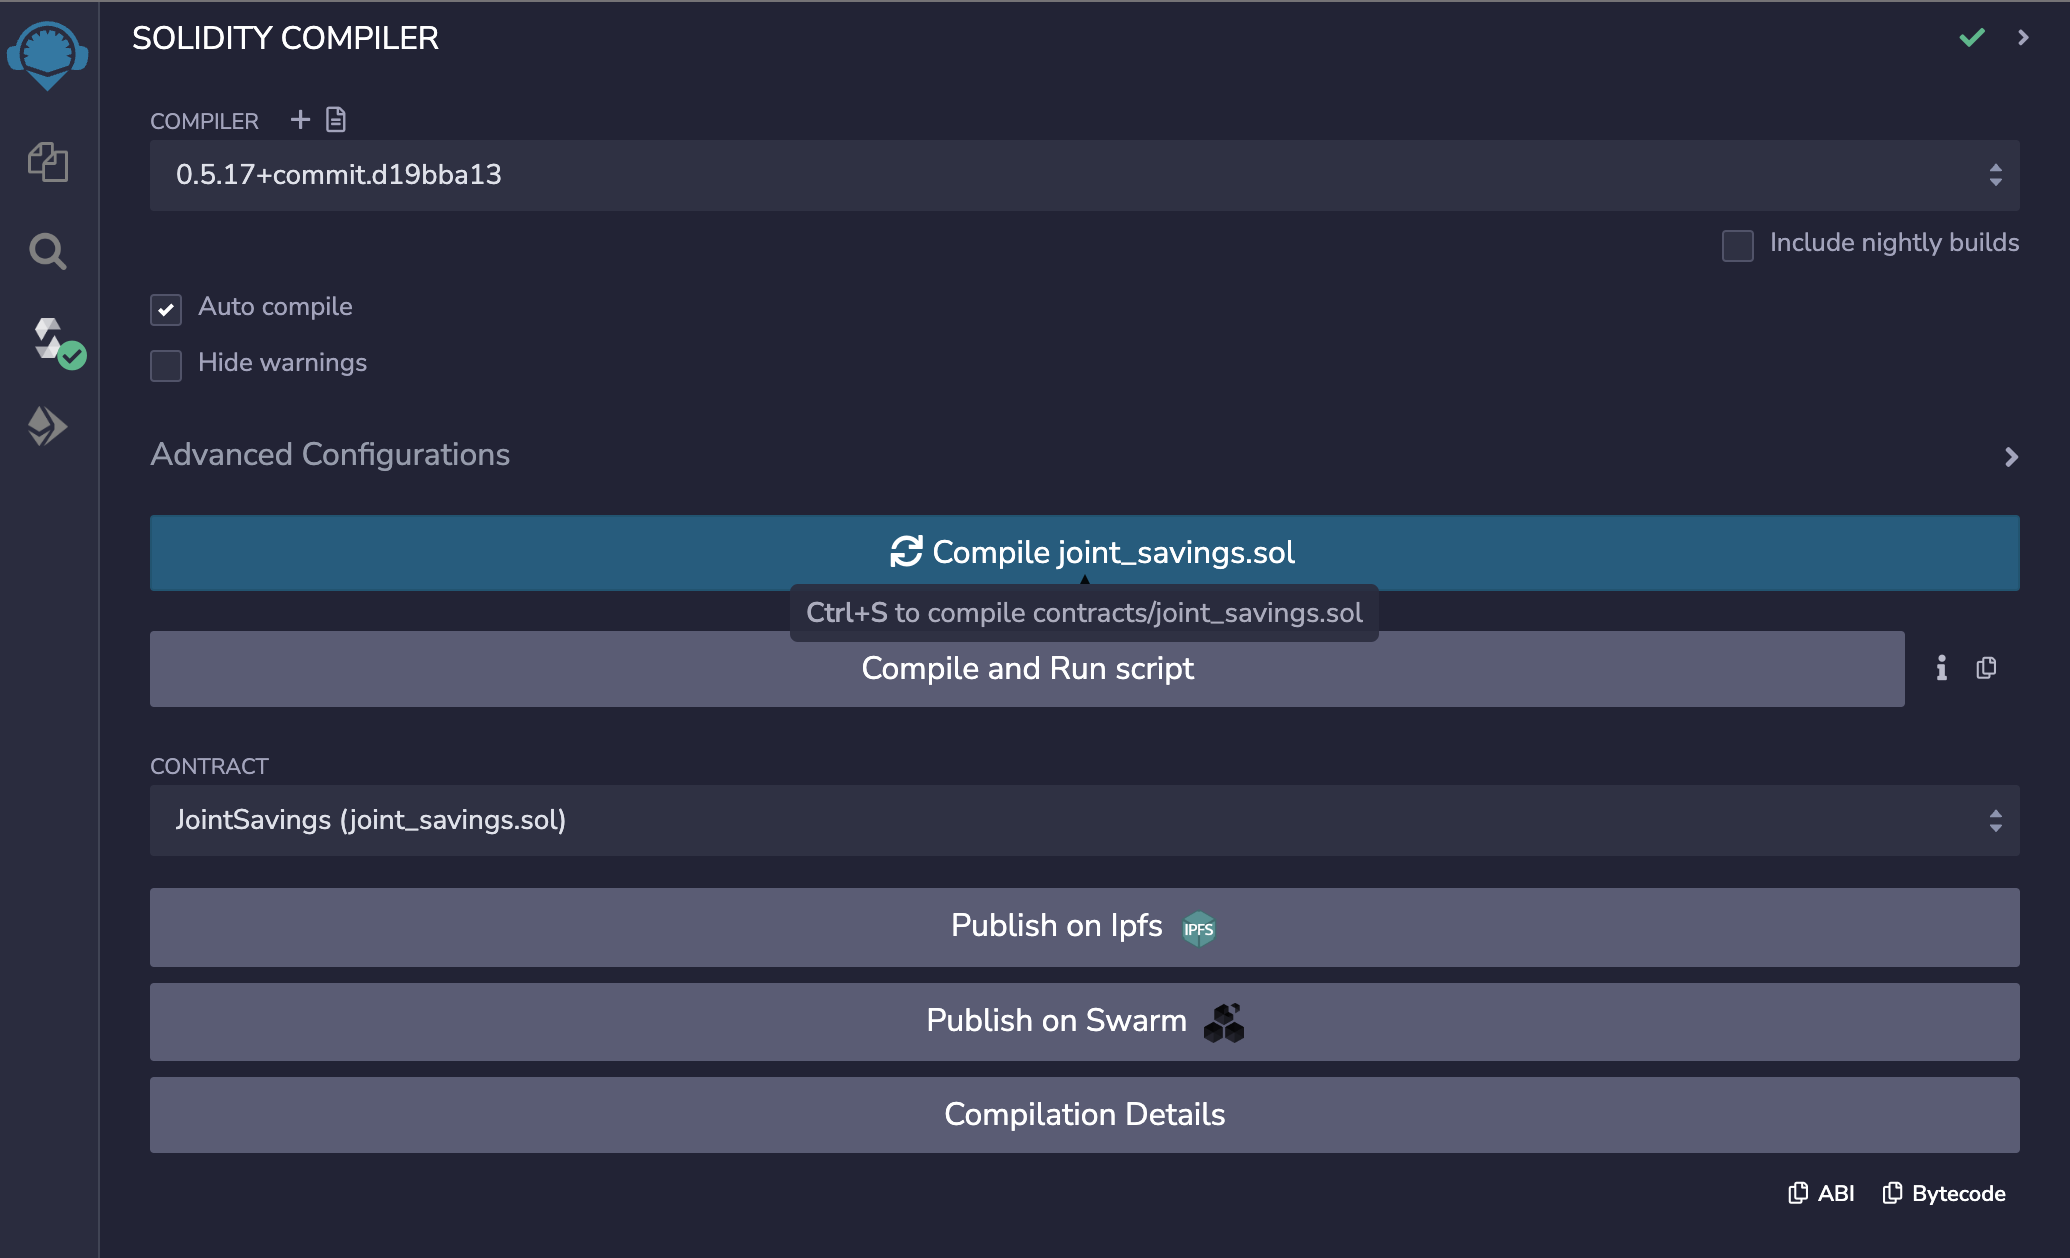 SOLIDITY COMPILER
COMPILER
0.5.17+commit.d19bba13
Include nightly builds
Auto compile
Hide warnings
Advanced Configurations
Compile joint_savings.sol
Ctrl+S to compile contracts/joint_savings.sol
Compile and Run script
CONTRACT
JointSavings (joint_savings.sol)
Publish on Ipfs IPFS
Publish on Swarm
Compilation Details
ABI Bytecode